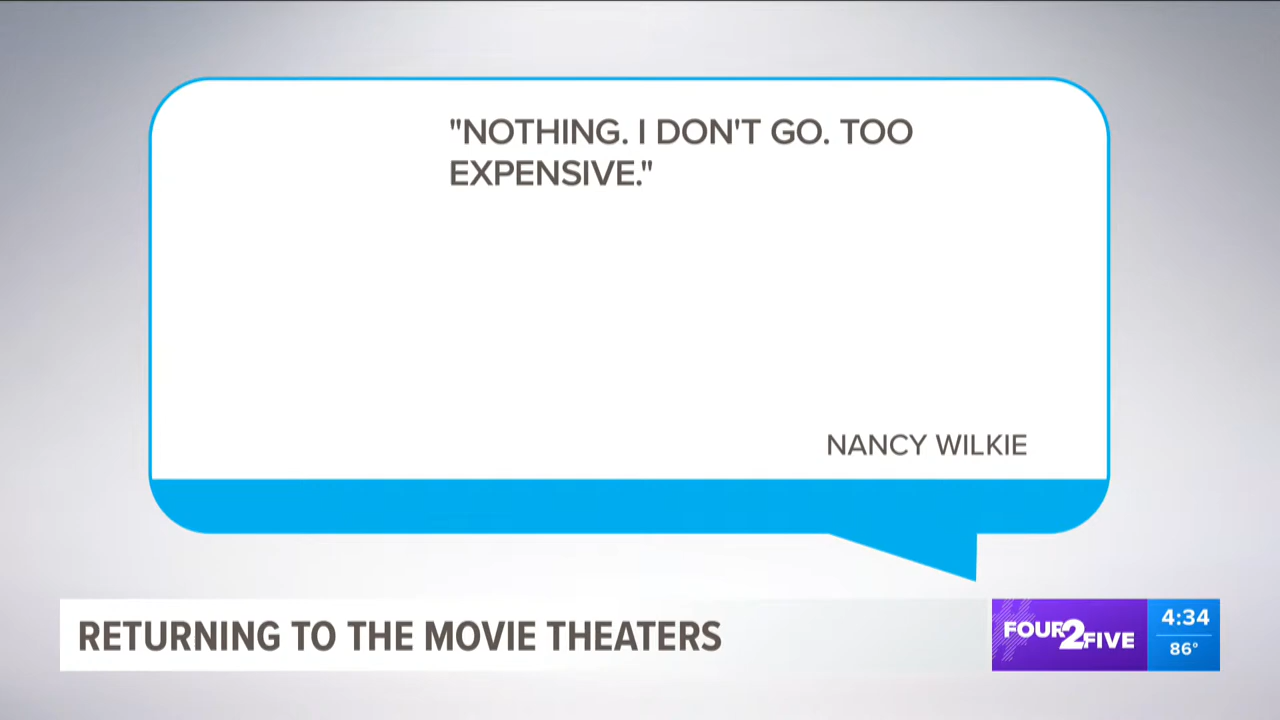 "NOTHING. I DON'T GO. TOO
EXPENSIVE."
NANCY WILKIE
RETURNING TO THE MOVIE THEATERS
FOUR2FIVE
4:34
86°